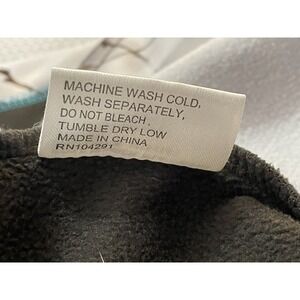 MACHINE WASH COLD,
WASH SEPARATELY,
DO NOT BLEACH,
TUMBLE DRY LOW
MADE IN CHINA
RN104291